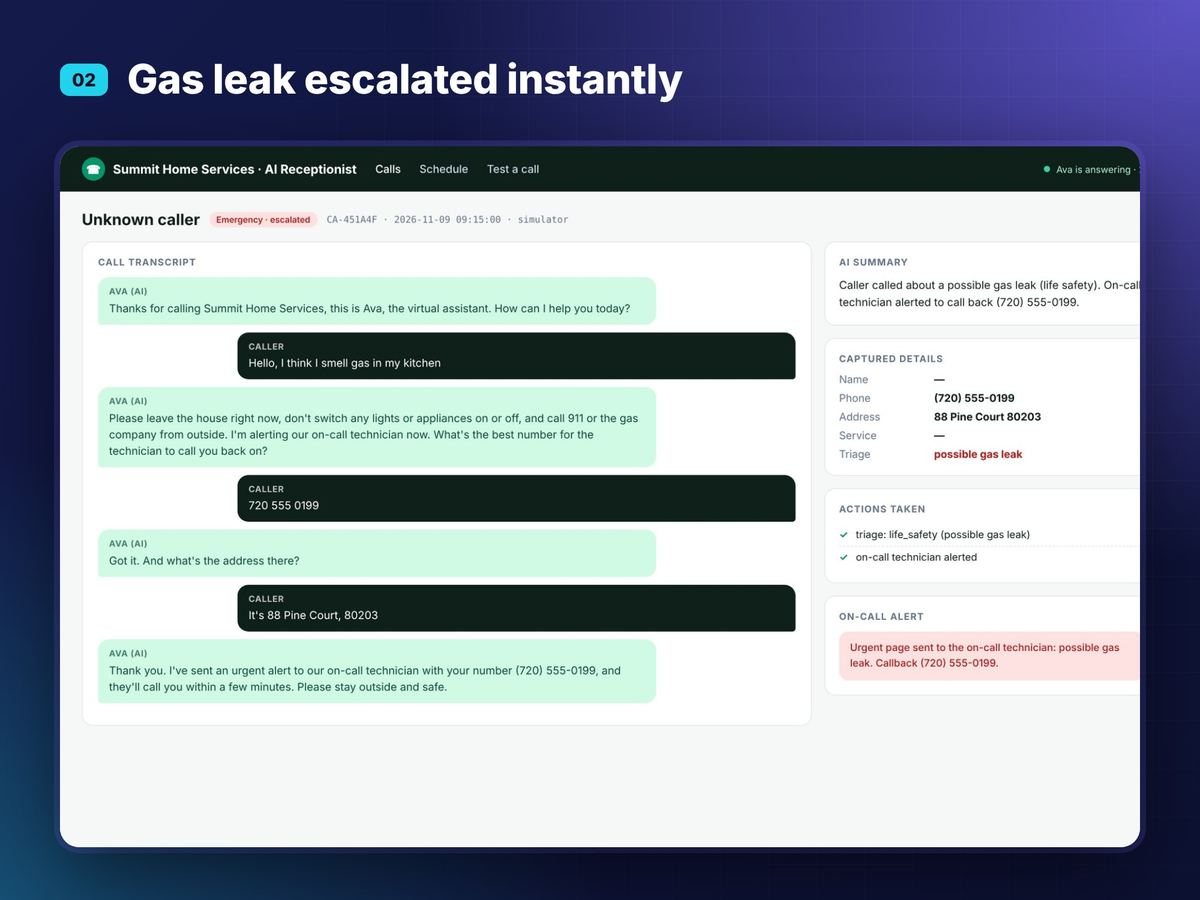 02
Gas leak escalated instantly
Summit Home Services · AI Receptionist
Calls
Schedule
Test a call
Ava is answering ·
Unknown caller
Emergency · escalated
CA-451A4F · 2026-11-09 09:15:00 · simulator
CALL TRANSCRIPT
AVA (AI)
Thanks for calling Summit Home Services, this is Ava, the virtual assistant. How can I help you today?
CALLER
Hello, I think I smell gas in my kitchen
AVA (AI)
Please leave the house right now, don't switch any lights or appliances on or off, and call 911 or the gas
company from outside. I'm alerting our on-call technician now. What's the best number for the
technician to call you back on?
CALLER
720 555 0199
AVA (AI)
Got it. And what's the address there?
CALLER
It's 88 Pine Court, 80203
AVA (AI)
Thank you. I've sent an urgent alert to our on-call technician with your number (720) 555-0199, and
they'll call you within a few minutes. Please stay outside and safe.
AI SUMMARY
Caller called about a possible gas leak (life safety). On-call
technician alerted to call back (720) 555-0199.
CAPTURED DETAILS
Name —
Phone (720) 555-0199
Address 88 Pine Court 80203
Service —
Triage possible gas leak
ACTIONS TAKEN
✓ triage: life_safety (possible gas leak)
✓ on-call technician alerted
ON-CALL ALERT
Urgent page sent to the on-call technician: possible gas
leak. Callback (720) 555-0199.